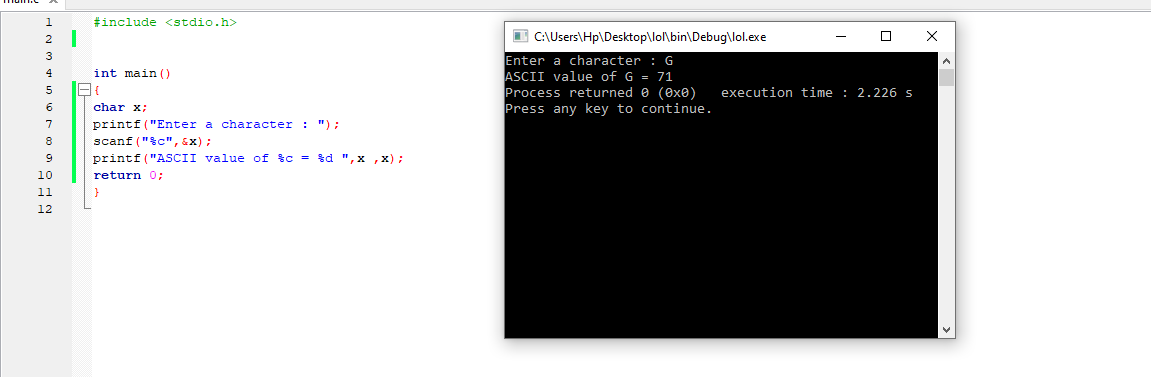 main.c
1 #include <stdio.h>
2
3
4 int main()
5 {
6 char x;
7 printf("Enter a character : ");
8 scanf("%c",&x);
9 printf("ASCII value of %c = %d ",x ,x);
10 return 0;
11 }
12
C:\Users\Hp\Desktop\lol\bin\Debug\lol.exe
Enter a character : G
ASCII value of G = 71
Process returned 0 (0x0)   execution time : 2.226 s
Press any key to continue.